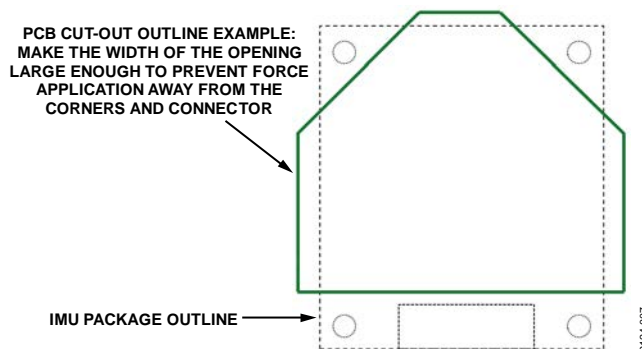 PCB CUT-OUT OUTLINE EXAMPLE:
MAKE THE WIDTH OF THE OPENING
LARGE ENOUGH TO PREVENT FORCE
APPLICATION AWAY FROM THE
CORNERS AND CONNECTOR
IMU PACKAGE OUTLINE